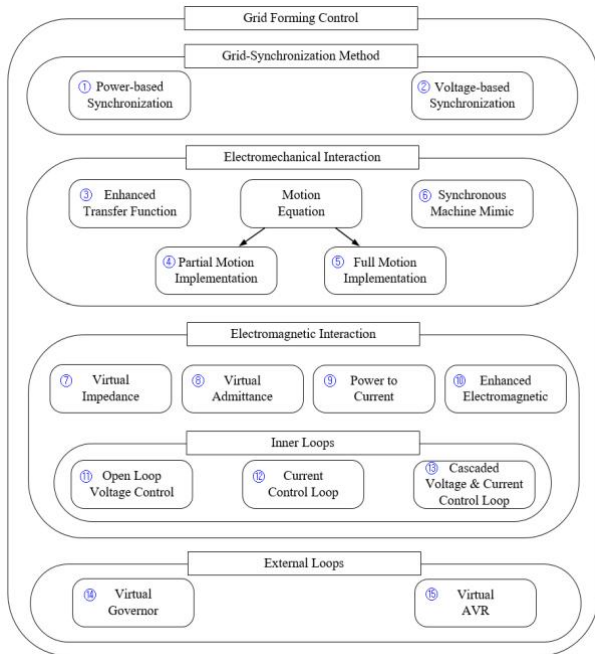 Grid Forming Control
Grid-Synchronization Method
① Power-based
Synchronization
② Voltage-based
Synchronization
Electromechanical Interaction
③ Enhanced
Transfer Function
Motion
Equation
⑥ Synchronous
Machine Mimic
④ Partial Motion
Implementation
⑤ Full Motion
Implementation
Electromagnetic Interaction
⑦ Virtual
Impedance
⑧ Virtual
Admittance
⑨ Power to
Current
⑩ Enhanced
Electromagnetic
Inner Loops
⑪ Open Loop
Voltage Control
⑫ Current
Control Loop
⑬ Cascaded
Voltage & Current
Control Loop
External Loops
⑭ Virtual
Governor
⑮ Virtual
AVR